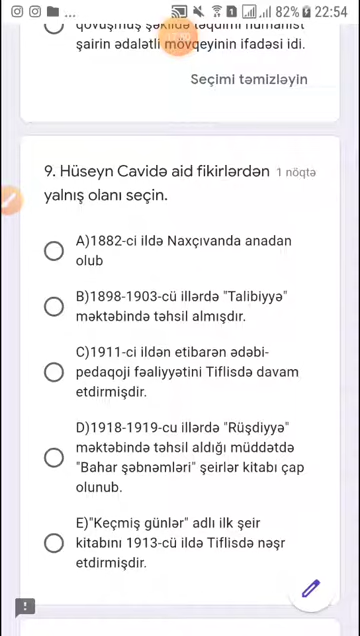 82% 22:54
şairin ədalətli mövqeyinin ifadəsi idi.
Seçimi təmizləyin
9. Hüseyn Cavidə aid fikirlərdən 1 nöqtə
yalnış olanı seçin.
A)1882-ci ildə Naxçıvanda anadan
olub
B)1898-1903-cü illərdə "Talibiyyə"
məktəbində təhsil almışdır.
C)1911-ci ildən etibarən ədəbi-
pedaqoji fəaliyyətini Tiflisdə davam
etdirmişdir.
D)1918-1919-cu illərdə "Rüşdiyyə"
məktəbində təhsil aldığı müddətdə
"Bahar şəbnəmləri" şeirlər kitabı çap
olunub.
E)"Keçmiş günlər" adlı ilk şeir
kitabını 1913-cü ildə Tiflisdə nəşr
etdirmişdir.